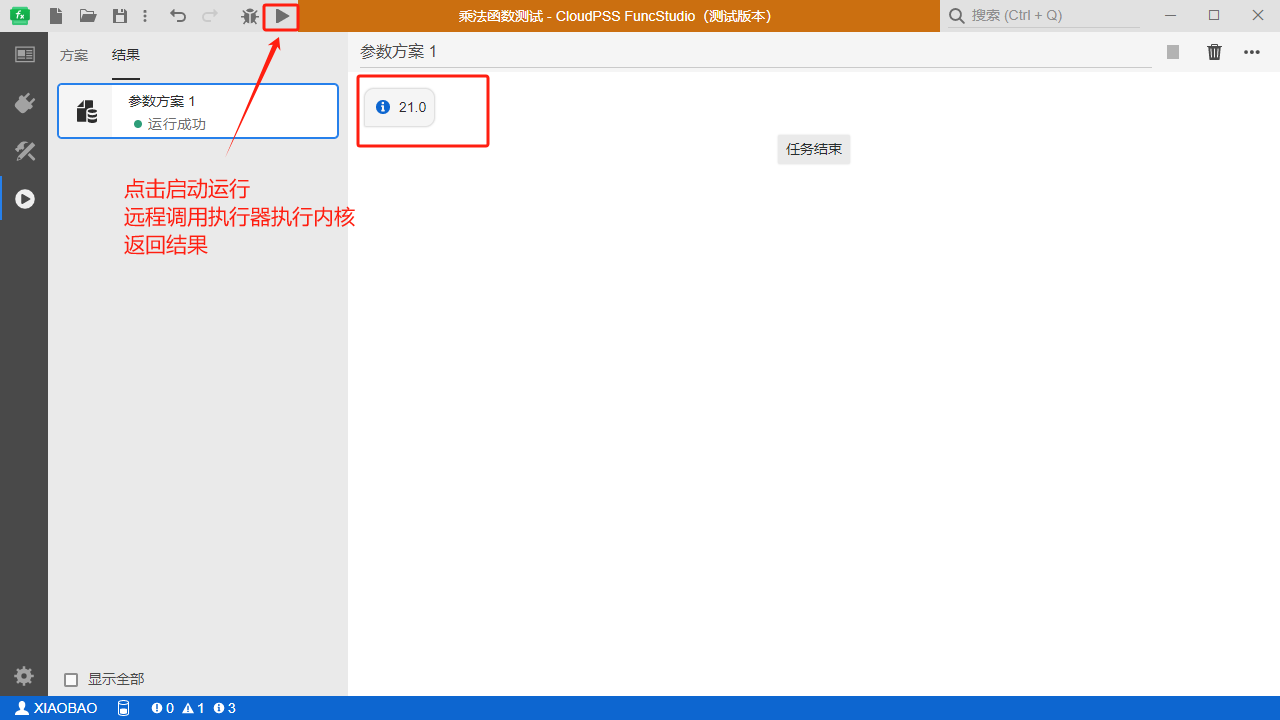 乘法函数测试 - CloudPSS FuncStudio（测试版本）
搜索 (Ctrl + Q)
方案 结果
参数方案 1
运行成功
点击启动运行
远程调用执行器执行内核
返回结果
参数方案 1
21.0
任务结束
显示全部
XIAOBAO 0 1 3